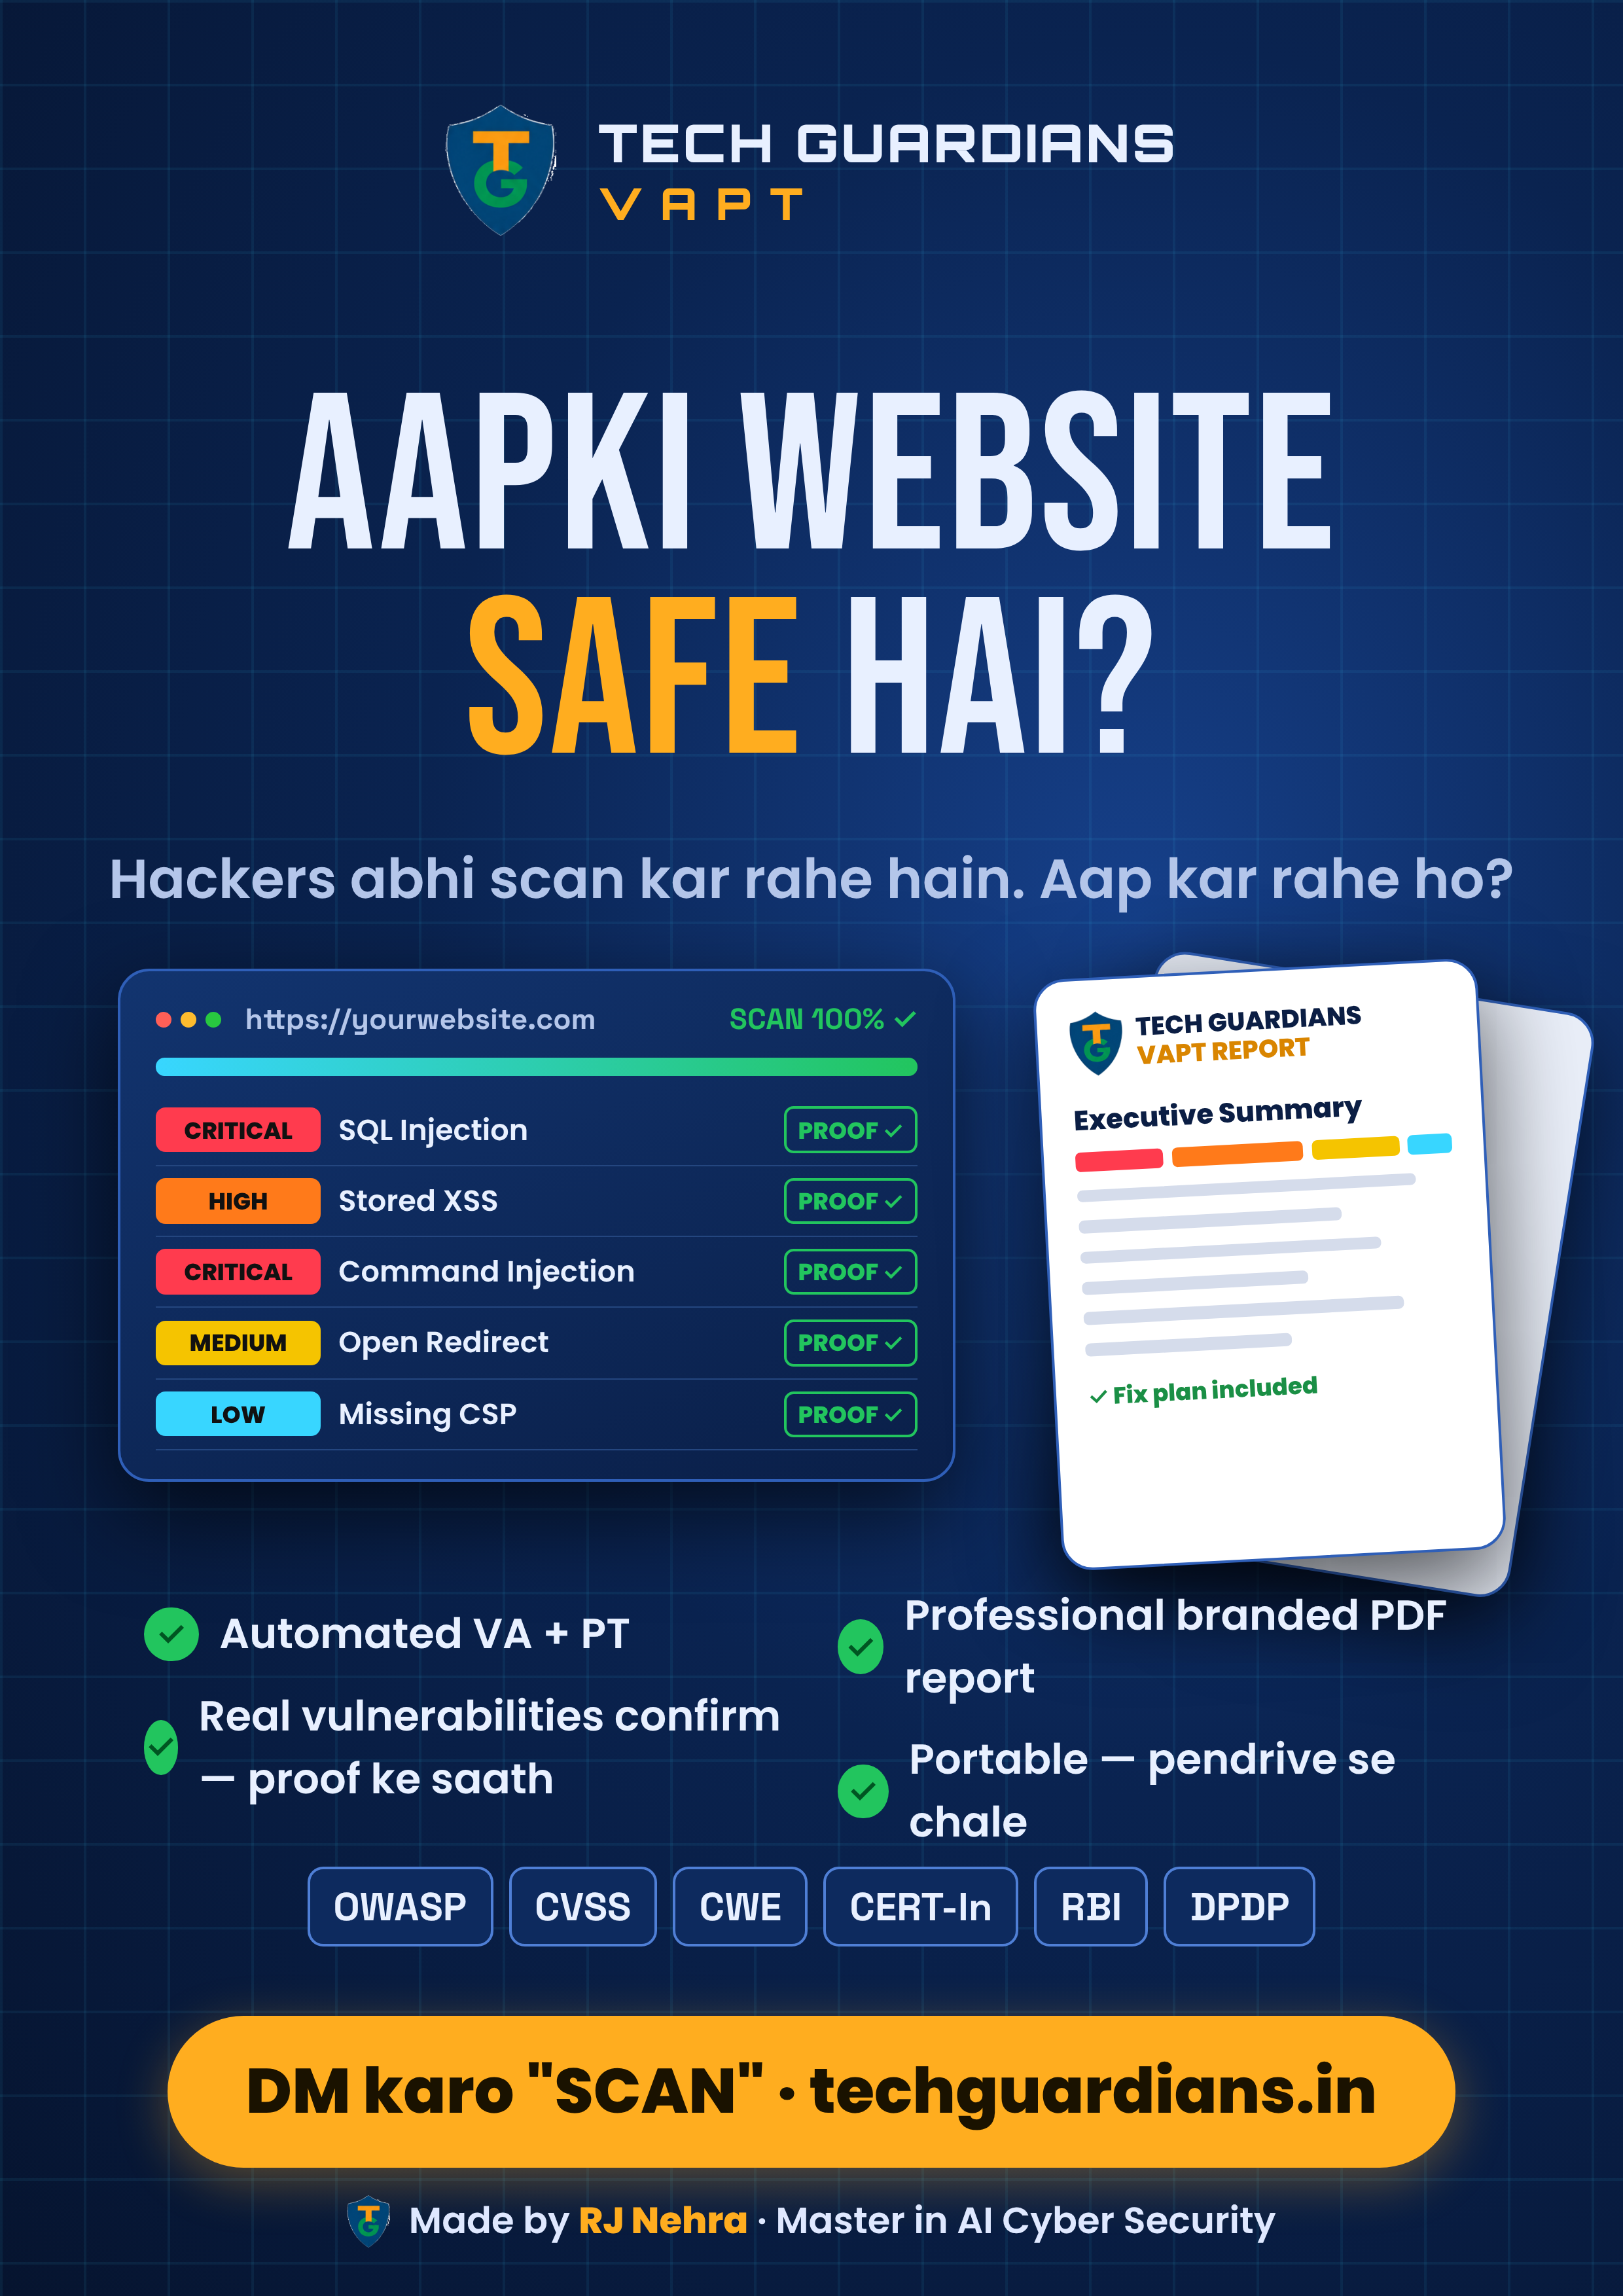 TG
TECH GUARDIANS
VAPT
AAPKI WEBSITE
SAFE HAI?
Hackers abhi scan kar rahe hain. Aap kar rahe ho?
https://yourwebsite.com SCAN 100% ✓
CRITICAL SQL Injection PROOF ✓
HIGH Stored XSS PROOF ✓
CRITICAL Command Injection PROOF ✓
MEDIUM Open Redirect PROOF ✓
LOW Missing CSP PROOF ✓
TG
TECH GUARDIANS
VAPT REPORT
Executive Summary
✓ Fix plan included
✓ Automated VA + PT
✓ Real vulnerabilities confirm
— proof ke saath
✓ Professional branded PDF
report
✓ Portable — pendrive se
chale
OWASP CVSS CWE CERT-In RBI DPDP
DM karo "SCAN" · techguardians.in
TG Made by RJ Nehra · Master in AI Cyber Security